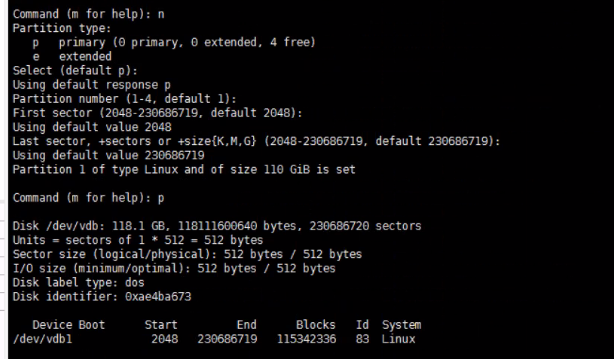 Command (m for help): n
Partition type:
   p   primary (0 primary, 0 extended, 4 free)
   e   extended
Select (default p):
Using default response p
Partition number (1-4, default 1):
First sector (2048-230686719, default 2048):
Using default value 2048
Last sector, +sectors or +size{K,M,G} (2048-230686719, default 230686719):
Using default value 230686719
Partition 1 of type Linux and of size 110 GiB is set
Command (m for help): p
Disk /dev/vdb: 118.1 GB, 118111600640 bytes, 230686720 sectors
Units = sectors of 1 * 512 = 512 bytes
Sector size (logical/physical): 512 bytes / 512 bytes
I/O size (minimum/optimal): 512 bytes / 512 bytes
Disk label type: dos
Disk identifier: 0xae4ba673
   Device Boot      Start         End      Blocks   Id  System
/dev/vdb1            2048   230686719   115342336   83  Linux